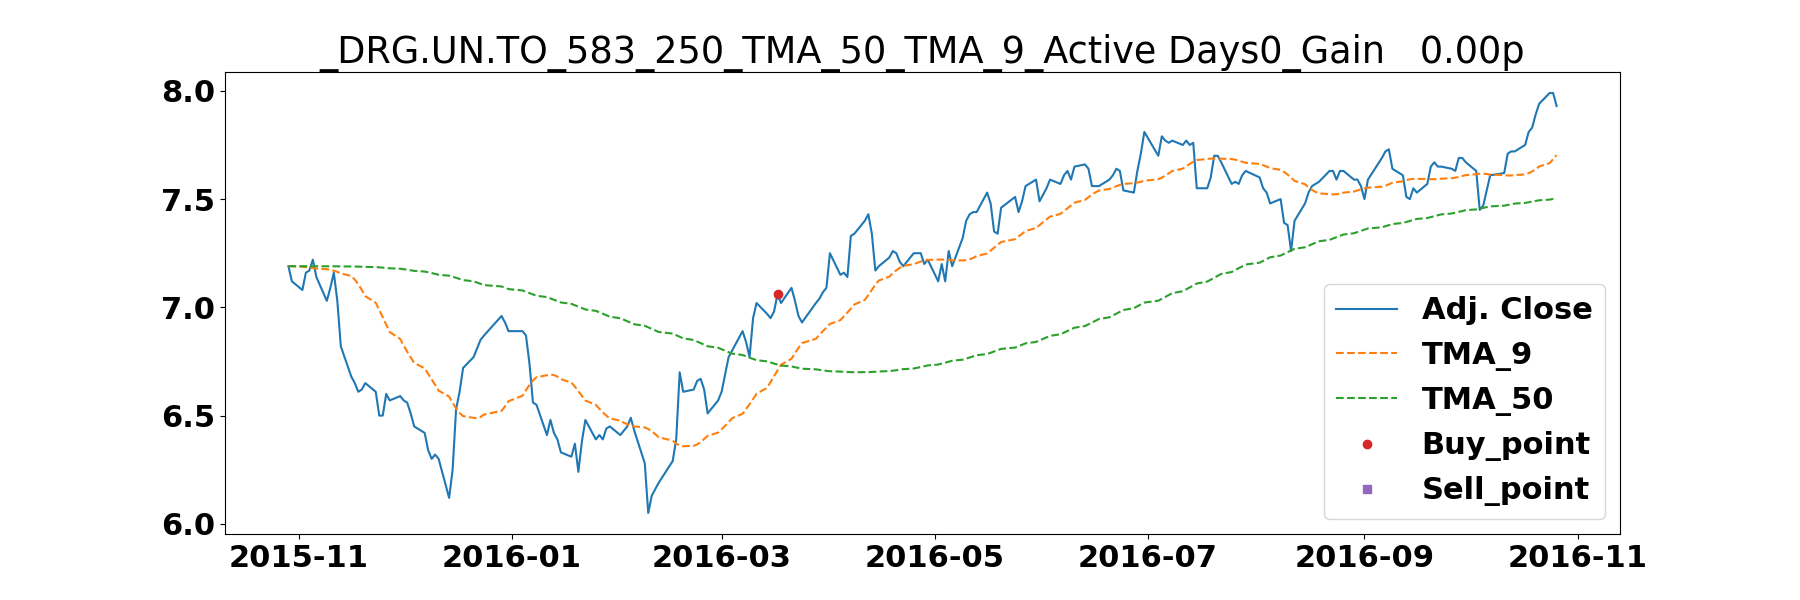 _DRG.UN.TO_583_250_TMA_50_TMA_9_Active Days0_Gain   0.00p
8.0
7.5
7.0
6.5
6.0
2015-11 2016-01 2016-03 2016-05 2016-07 2016-09 2016-11
Adj. Close
TMA_9
TMA_50
Buy_point
Sell_point